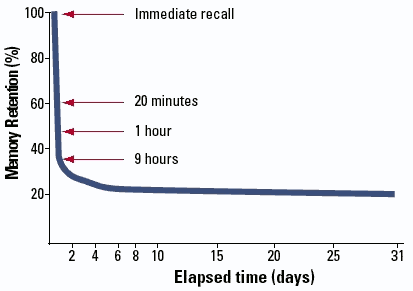 Memory Retention (%)
100
80
60
40
20
Immediate recall
20 minutes
1 hour
9 hours
2 4 6 8 10 15 20 25 31
Elapsed time (days)